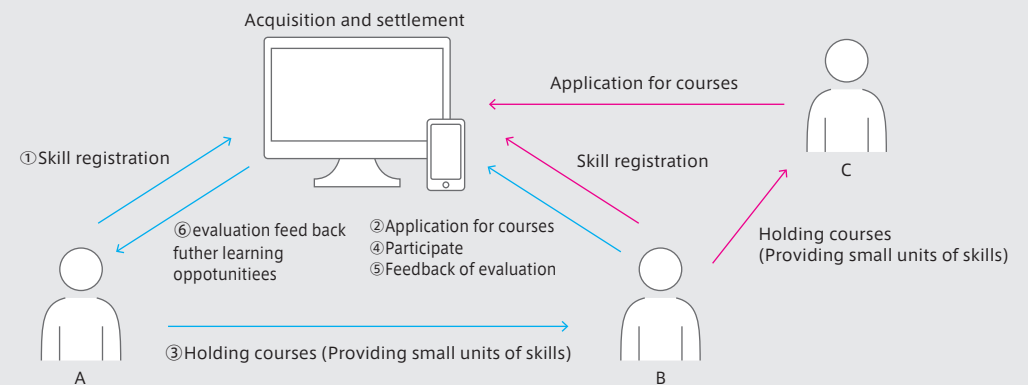 Acquisition and settlement
Application for courses
①Skill registration
Skill registration
C
⑥evaluation feed back
futher learning
oppotunitiees
②Application for courses
④Participate
⑤Feedback of evaluation
Holding courses
(Providing small units of skills)
③Holding courses (Providing small units of skills)
A
B